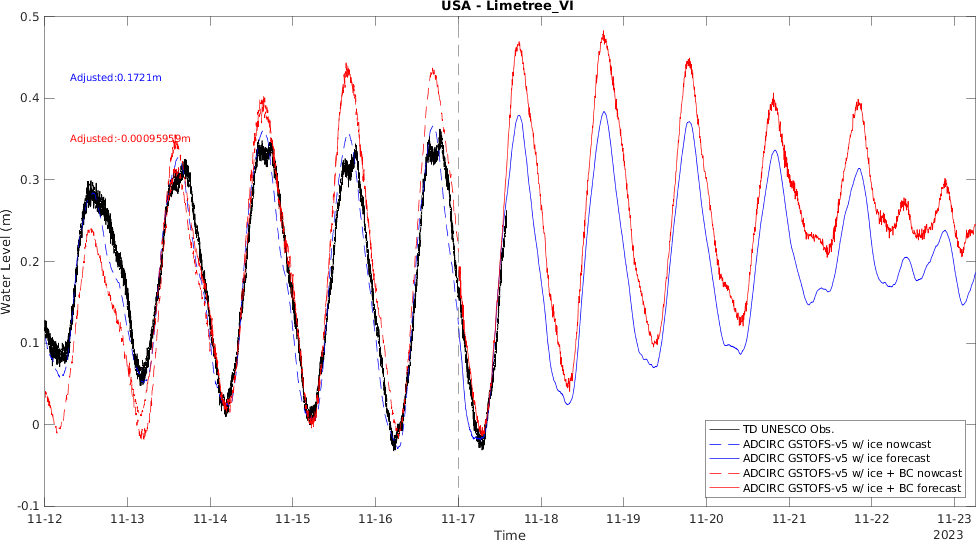 USA - Limetree_VI
0.5
0.4
0.3
0.2
0.1
0
-0.1
Water Level (m)
Adjusted:0.1721m
Adjusted:-0.00095959m
TD UNESCO Obs.
ADCIRC GSTOFS-v5 w/ ice nowcast
ADCIRC GSTOFS-v5 w/ ice forecast
ADCIRC GSTOFS-v5 w/ ice + BC nowcast
ADCIRC GSTOFS-v5 w/ ice + BC forecast
11-12 11-13 11-14 11-15 11-16 11-17 11-18 11-19 11-20 11-21 11-22 11-23
Time
2023